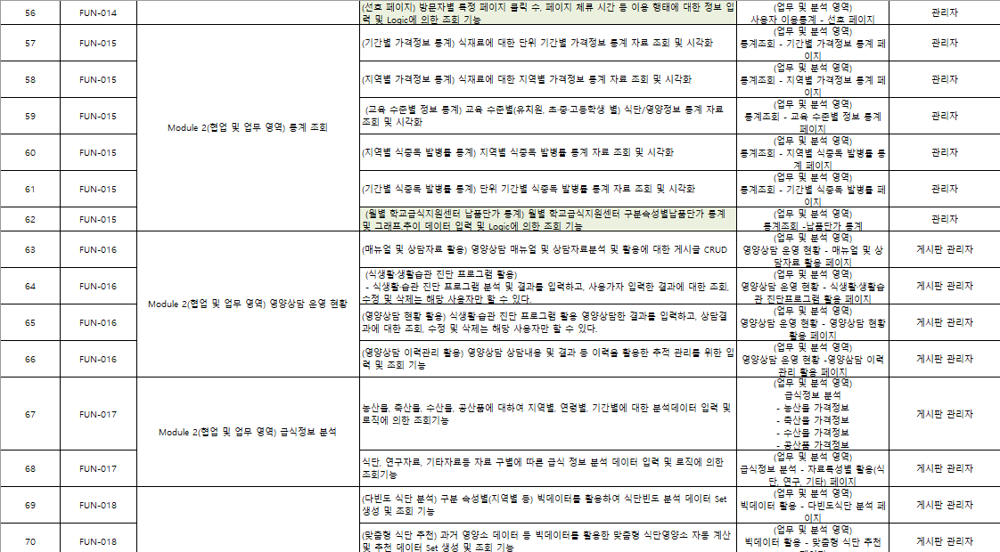 56
FUN-014
(선호 페이지) 방문자별 특정 페이지 클릭 수, 페이지 체류 시간 등 이용 행태에 대한 정보 입
력 및 Logic에 의한 조회 기능
(업무 및 분석 영역)
사용자 이용통계 - 선호 페이지
관리자
57
FUN-015
Module 2(협업 및 업무 영역) 통계 조회
(기간별 가격정보 통계) 식재료에 대한 단위 기간별 가격정보 통계 자료 조회 및 시각화
(업무 및 분석 영역)
통계조회 - 기간별 가격정보 통계 페
이지
관리자
58
FUN-015
(지역별 가격정보 통계) 식재료에 대한 지역별 가격정보 통계 자료 조회 및 시각화
(업무 및 분석 영역)
통계조회 - 지역별 가격정보 통계 페
이지
관리자
59
FUN-015
(교육 수준별 정보 통계) 교육 수준별(유치원, 초·중·고등학생 별) 식단/영양정보 통계 자료
조회 및 시각화
(업무 및 분석 영역)
통계조회 - 교육 수준별 정보 통계
페이지
관리자
60
FUN-015
(지역별 식중독 발병률 통계) 지역별 식중독 발병률 통계 자료 조회 및 시각화
(업무 및 분석 영역)
통계조회 - 지역별 식중독 발병률 통
계 페이지
관리자
61
FUN-015
(기간별 식중독 발병률 통계) 단위 기간별 식중독 발병률 통계 자료 조회 및 시각화
(업무 및 분석 영역)
통계조회 - 기간별 식중독 발병률 페
이지
관리자
62
FUN-015
(월별 학교급식지원센터 납품단가 통계) 월별 학교급식지원센터 구분속성별납품단가 통계
및 그래프·추이 데이터 입력 및 Logic에 의한 조회 기능
(업무 및 분석 영역)
통계조회 -납품단가 통계
관리자
63
FUN-016
Module 2(협업 및 업무 영역) 영양상담 운영 현황
(매뉴얼 및 상담자료 활용) 영양상담 매뉴얼 및 상담자료분석 및 활용에 대한 게시글 CRUD
(업무 및 분석 영역)
영양상담 운영 현황 - 매뉴얼 및 상
담자료 활용 페이지
게시판 관리자
64
FUN-016
(식생활·생활습관 진단 프로그램 활용)
- 식생활·습관 진단 프로그램 분석 및 결과를 입력하고, 사용가자 입력한 결과에 대한 조회,
수정 및 삭제는 해당 사용자만 할 수 있다.
(업무 및 분석 영역)
영양상담 운영 현황 - 식생활·생활습
관 진단프로그램 활용 페이지
게시판 관리자
65
FUN-016
(영양상담 현황 활용) 식생활·습관 진단 프로그램 활용 영양상담한 결과를 입력하고, 상담결
과에 대한 조회, 수정 및 삭제는 해당 사용자만 할 수 있다.
(업무 및 분석 영역)
영양상담 운영 현황 - 영양상담 현황
활용 페이지
게시판 관리자
66
FUN-016
(영양상담 이력관리 활용) 영양상담 상담내용 및 결과 등 이력을 활용한 추적 관리를 위한 입
력 및 조회 기능
(업무 및 분석 영역)
영양상담 운영 현황 -영양상담 이력
관리 활용 페이지
게시판 관리자
67
FUN-017
Module 2(협업 및 업무 영역) 급식정보 분석
농산물, 축산물, 수산물, 공산품에 대하여 지역별, 연령별, 기간별에 대한 분석데이터 입력 및
로직에 의한 조회기능
(업무 및 분석 영역)
급식정보 분석
- 농산물 가격정보
- 축산물 가격정보
- 수산물 가격정보
- 공산품 가격정보
게시판 관리자
68
FUN-017
식단, 연구자료, 기타자료등 자료 구별에 따른 급식 정보 분석 데이터 입력 및 로직에 의한
조회기능
(업무 및 분석 영역)
급식정보 분석 - 자료특성별 활용(식
단, 연구, 기타) 페이지
게시판 관리자
69
FUN-018
(다빈도 식단 분석) 구분 속성별(지역별 등) 빅데이터를 활용하여 식단빈도 분석 데이터 Set
생성 및 조회 기능
(업무 및 분석 영역)
빅데이터 활용 - 다빈도식단 분석 페
이지
게시판 관리자
70
FUN-018
(맞춤형 식단 추천) 과거 영양소 데이터 등 빅데이터를 활용한 맞춤형 식단영양소 자동 계산
및 추천 데이터 Set 생성 및 조회 기능
(업무 및 분석 영역)
빅데이터 활용 - 맞춤형 식단 추천
게시판 관리자